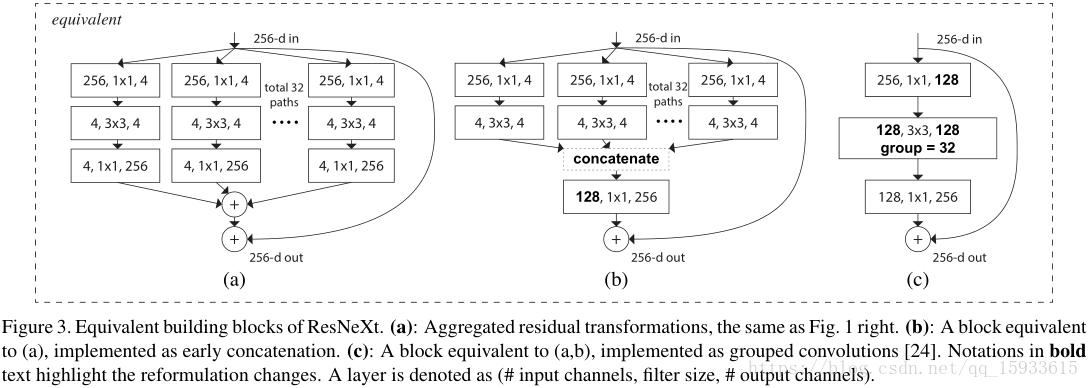 equivalent
256-d in
256, 1x1, 4
256, 1x1, 4
total 32
paths
256, 1x1, 4
4, 3x3, 4
4, 3x3, 4
....
4, 3x3, 4
4, 1x1, 256
4, 1x1, 256
4, 1x1, 256
+
+
256-d out
(a)
256-d in
256, 1x1, 4
256, 1x1, 4
total 32
paths
256, 1x1, 4
4, 3x3, 4
4, 3x3, 4
....
4, 3x3, 4
concatenate
128, 1x1, 256
+
256-d out
(b)
256-d in
256, 1x1, 128
128, 3x3, 128
group = 32
128, 1x1, 256
+
256-d out
(c)
Figure 3. Equivalent building blocks of ResNeXt. (a): Aggregated residual transformations, the same as Fig. 1 right. (b): A block equivalent
to (a), implemented as early concatenation. (c): A block equivalent to (a,b), implemented as grouped convolutions [24]. Notations in bold
text highlight the reformulation changes. A layer is denoted as (# input channels, filter size, # output channels).
https://blog.csdn.net/qq_15933615